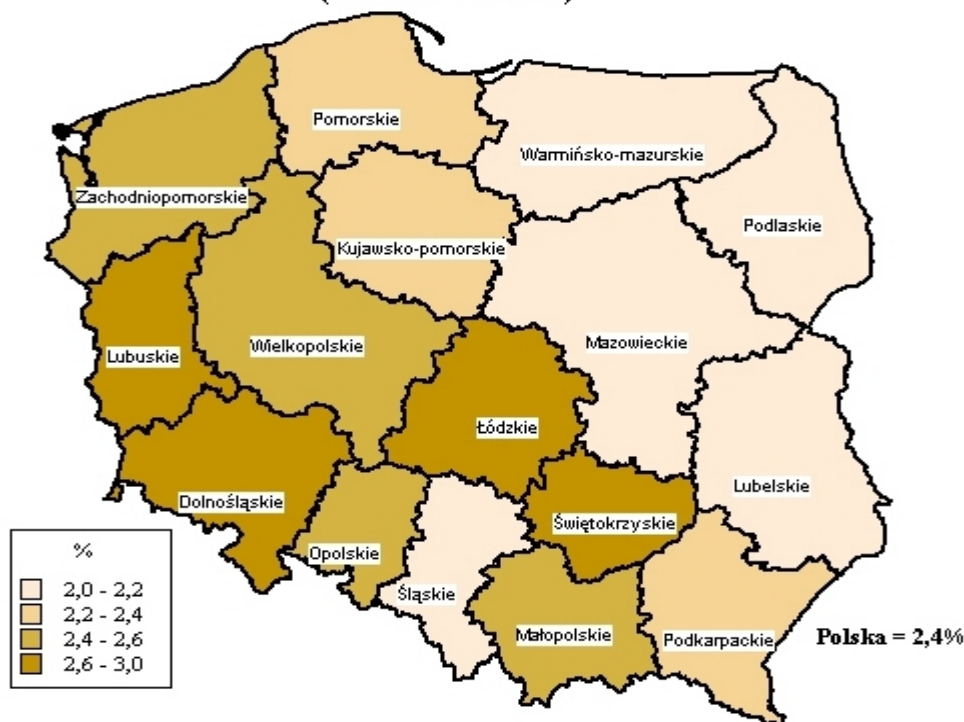 Pomorskie
Warmińsko-mazurskie
Zachodniopomorskie
Podlaskie
Kujawsko-pomorskie
Mazowieckie
Wielkopolskie
Lubuskie
Łódzkie
Lubelskie
Dolnośląskie
Świętokrzyskie
Opolskie
Śląskie
Małopolskie
Podkarpackie
Polska = 2,4%
%
2,0 - 2,2
2,2 - 2,4
2,4 - 2,6
2,6 - 3,0